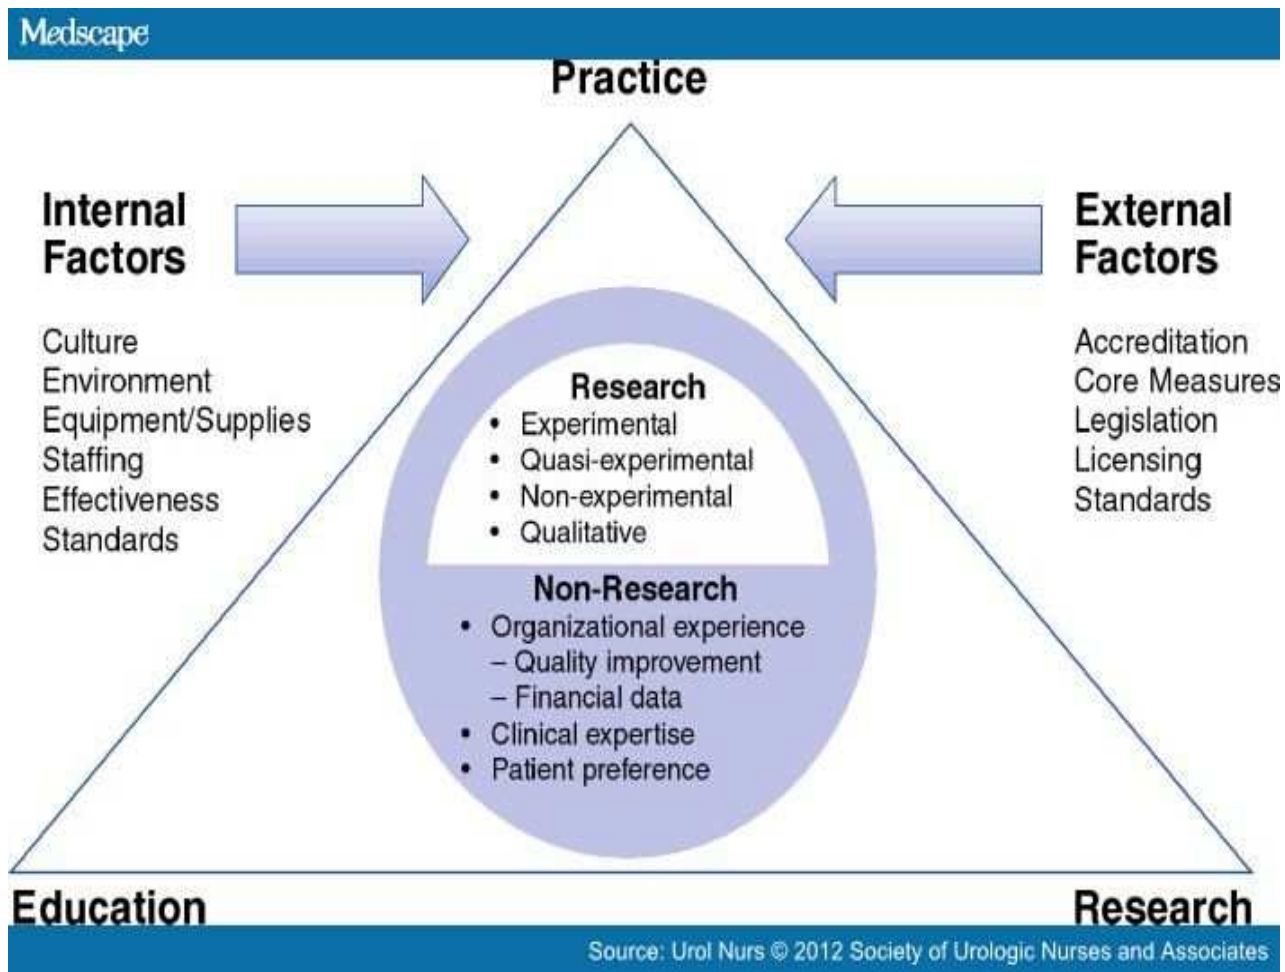 Medscape
Practice
Internal
Factors
Culture
Environment
Equipment/Supplies
Staffing
Effectiveness
Standards
External
Factors
Accreditation
Core Measures
Legislation
Licensing
Standards
Research
• Experimental
• Quasi-experimental
• Non-experimental
• Qualitative
Non-Research
• Organizational experience
– Quality improvement
– Financial data
• Clinical expertise
• Patient preference
Education
Research
Source: Urol Nurs © 2012 Society of Urologic Nurses and Associates